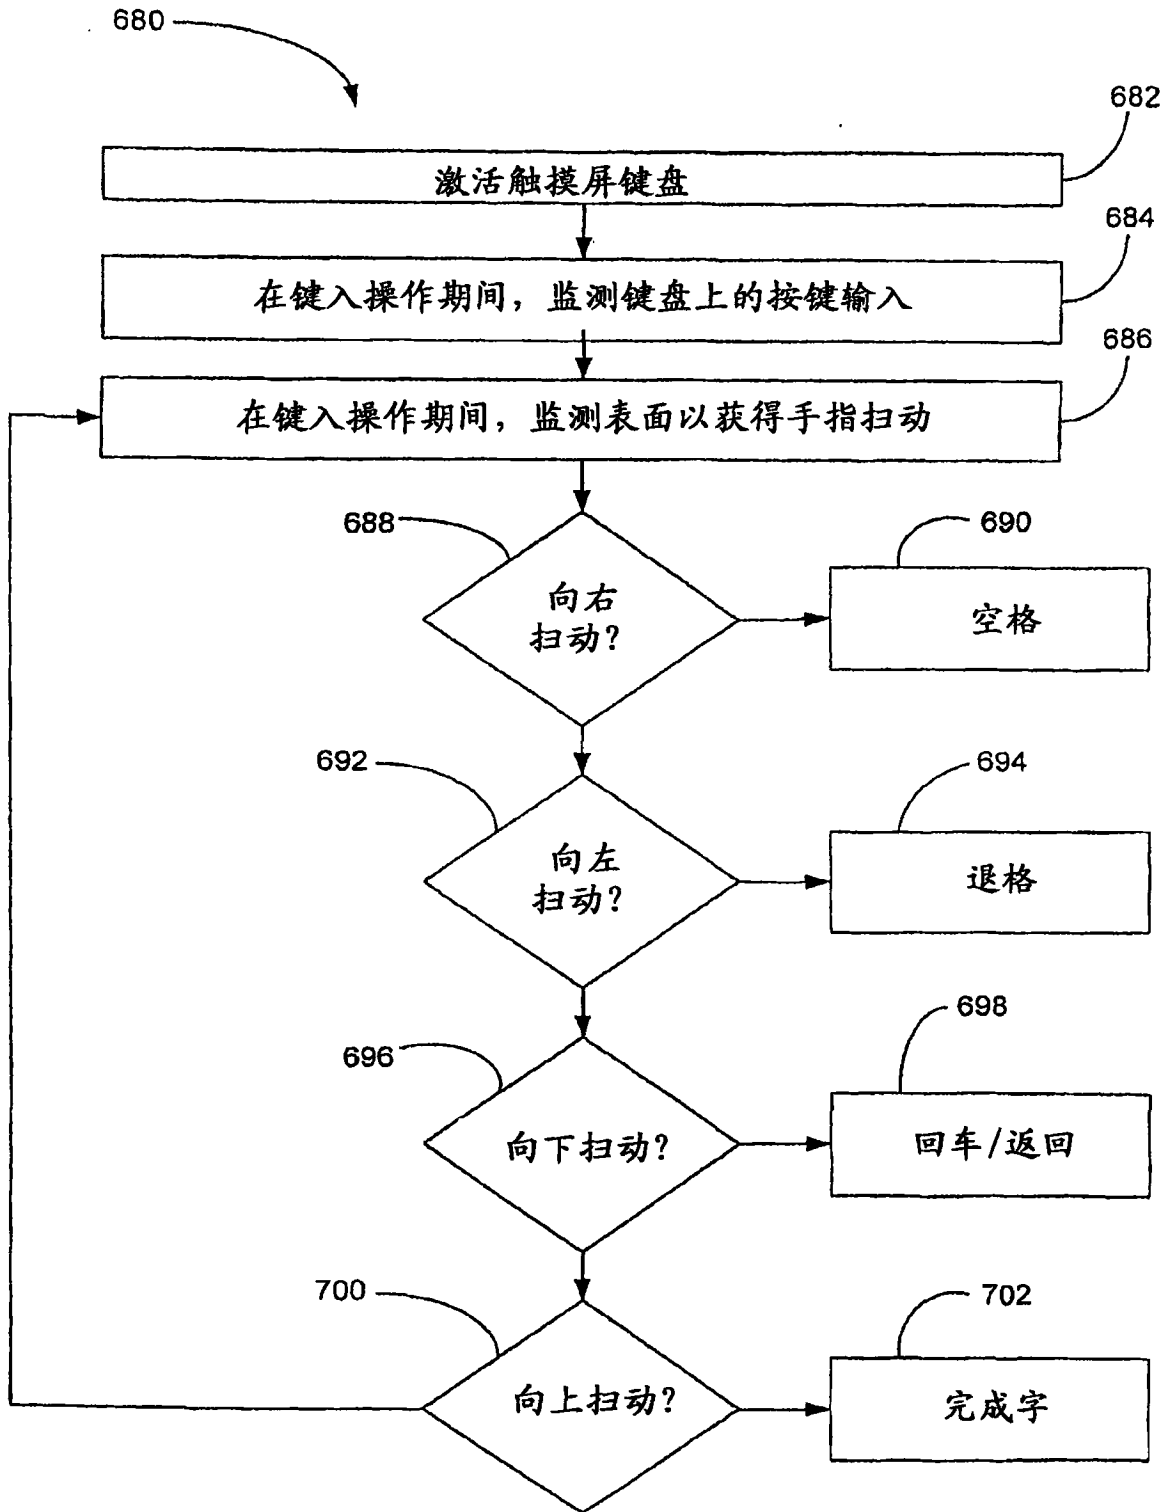 680
682
激活触摸屏键盘
684
在键入操作期间，监测键盘上的按键输入
686
在键入操作期间，监测表面以获得手指扫动
688
690
向右
扫动？
空格
692
694
向左
扫动？
退格
696
698
向下扫动？
回车/返回
700
702
向上扫动？
完成字